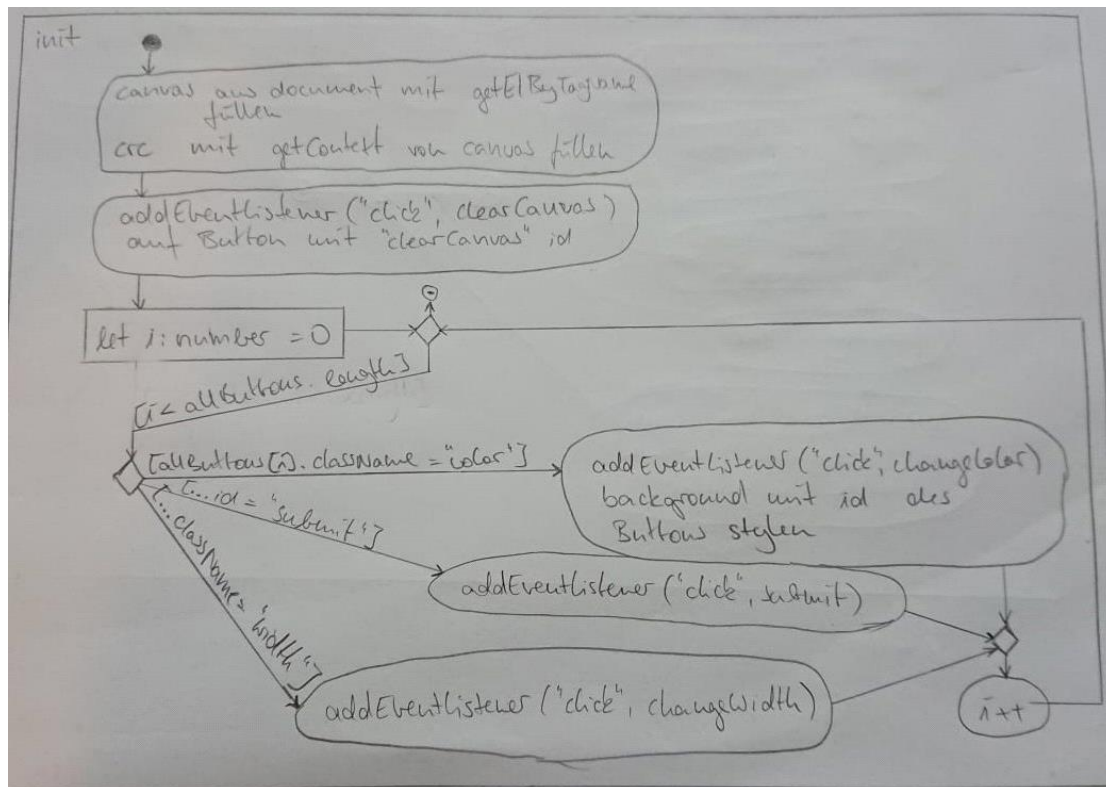 init
canvas aus document mit getElByTagname
füllen
crc mit getContext von canvas füllen
addEventListener ("click", clearCanvas)
auf Button mit "clearCanvas" id
let i: number = 0
[i < allButtons.length]
[allButtons[i].className = "color"]
[...id = "submit"]
[...className = "width"]
addEventListener ("click", changeColor)
background mit id des
Buttons stylen
addEventListener ("click", submit)
addEventListener ("click", changeWidth)
i++